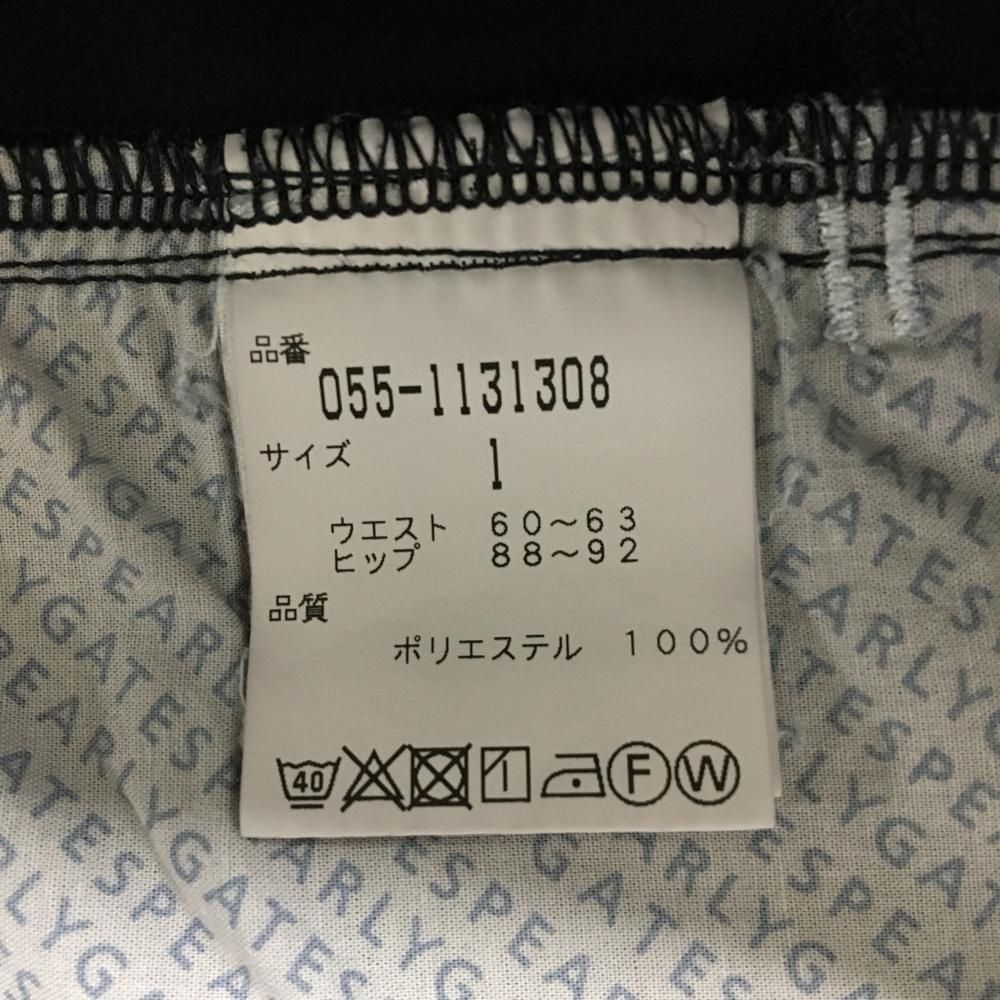 品番
055-1131308
サイズ 1
ウエスト 60～63
ヒップ 88～92
品質
ポリエステル 100%
40 F W
PEARLYGATES PEARLYGATES